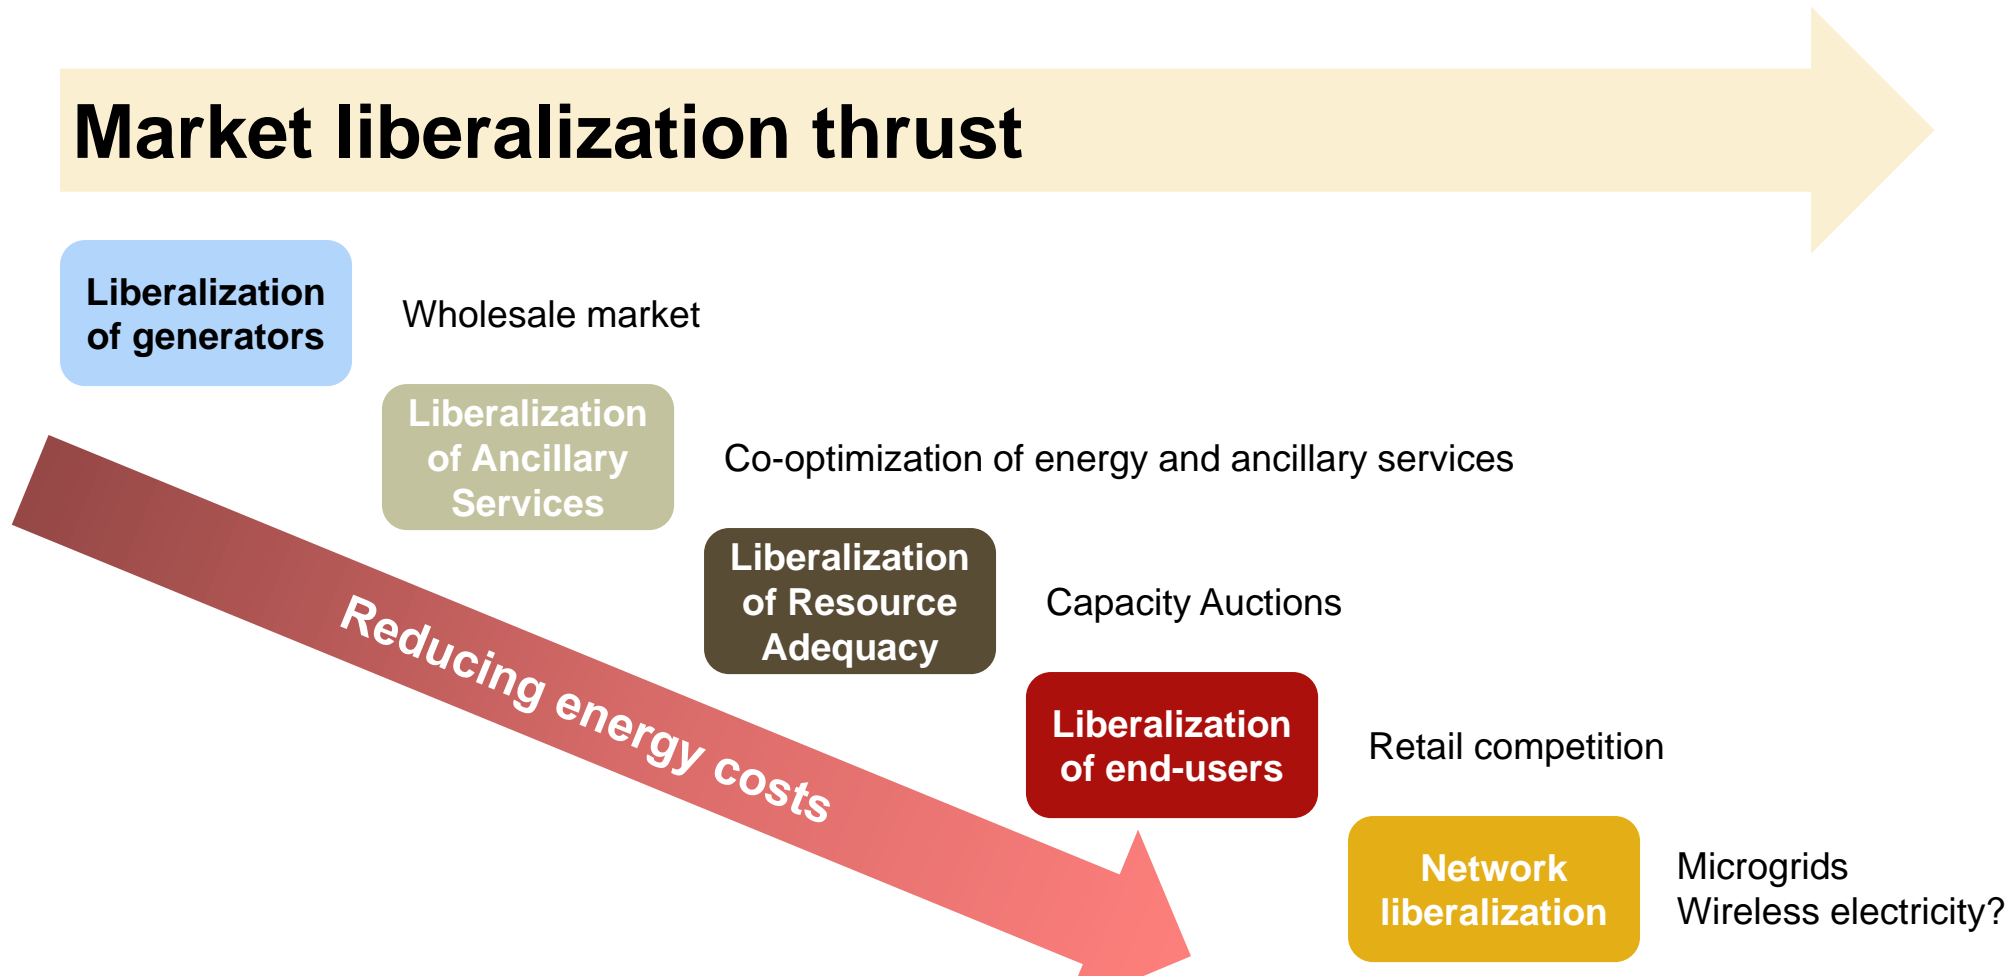 Market liberalization thrust
Liberalization
of generators
Wholesale market
Liberalization
of Ancillary
Services
Co-optimization of energy and ancillary services
Liberalization
of Resource
Adequacy
Capacity Auctions
Reducing energy costs
Liberalization
of end-users
Retail competition
Network
liberalization
Microgrids
Wireless electricity?